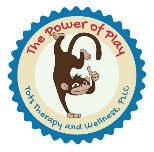 The Power of Play
Tots Therapy and Wellness, PLLC